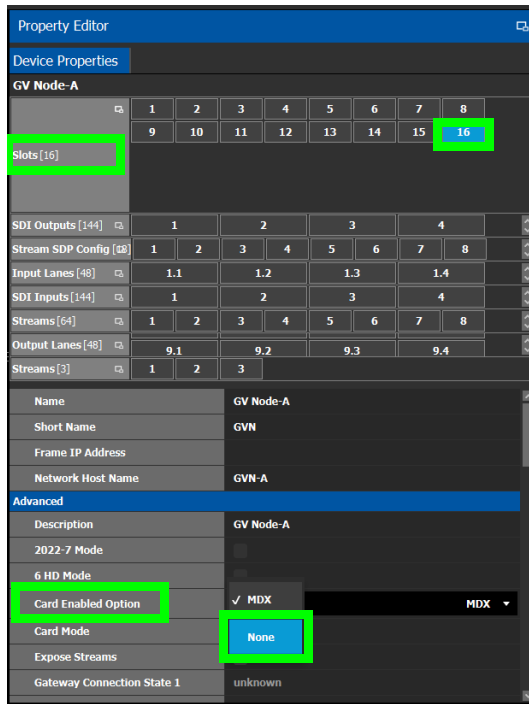 Property Editor
Device Properties
GV Node-A
1 2 3 4 5 6 7 8
9 10 11 12 13 14 15 16
Slots [16]
SDI Outputs [144] 1 2 3 4
Stream SDP Config 1 2 3 4 5 6 7 8
Input Lanes [48] 1.1 1.2 1.3 1.4
SDI Inputs [144] 1 2 3 4
Streams [64] 1 2 3 4 5 6 7 8
Output Lanes [48] 9.1 9.2 9.3 9.4
Streams [3] 1 2 3
Name GV Node-A
Short Name GVN
Frame IP Address
Network Host Name GVN-A
Advanced
Description GV Node-A
2022-7 Mode
6 HD Mode
Card Enabled Option ✓ MDX MDX ▾
Card Mode None
Expose Streams
Gateway Connection State 1 unknown